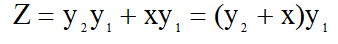 Z = y₂y₁ + xy₁ = (y₂ + x)y₁